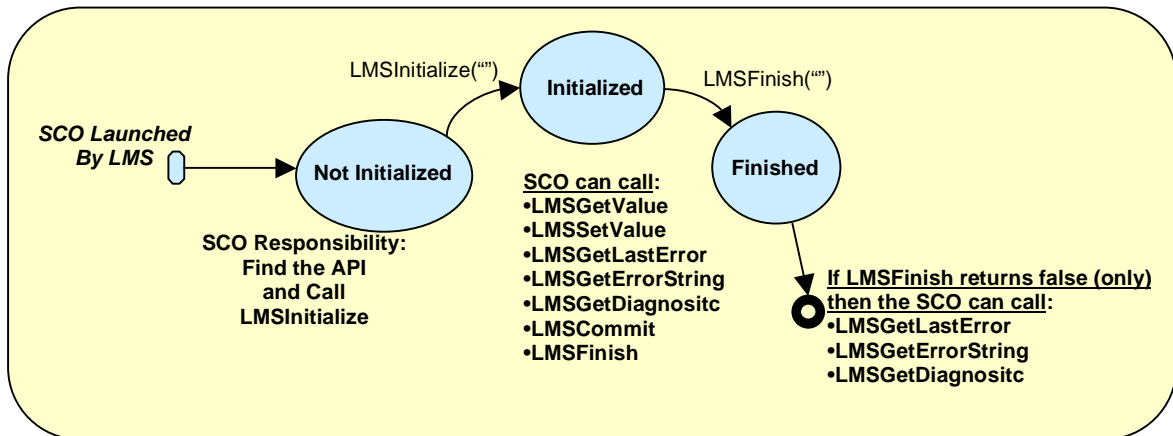 LMSInitialize(“”)
Initialized
LMSFinish(“”)
SCO Launched
By LMS
Not Initialized
Finished
SCO Responsibility:
Find the API
and Call
LMSInitialize
SCO can call:
•LMSGetValue
•LMSSetValue
•LMSGetLastError
•LMSGetErrorString
•LMSGetDiagnositc
•LMSCommit
•LMSFinish
If LMSFinish returns false (only)
then the SCO can call:
•LMSGetLastError
•LMSGetErrorString
•LMSGetDiagnositc